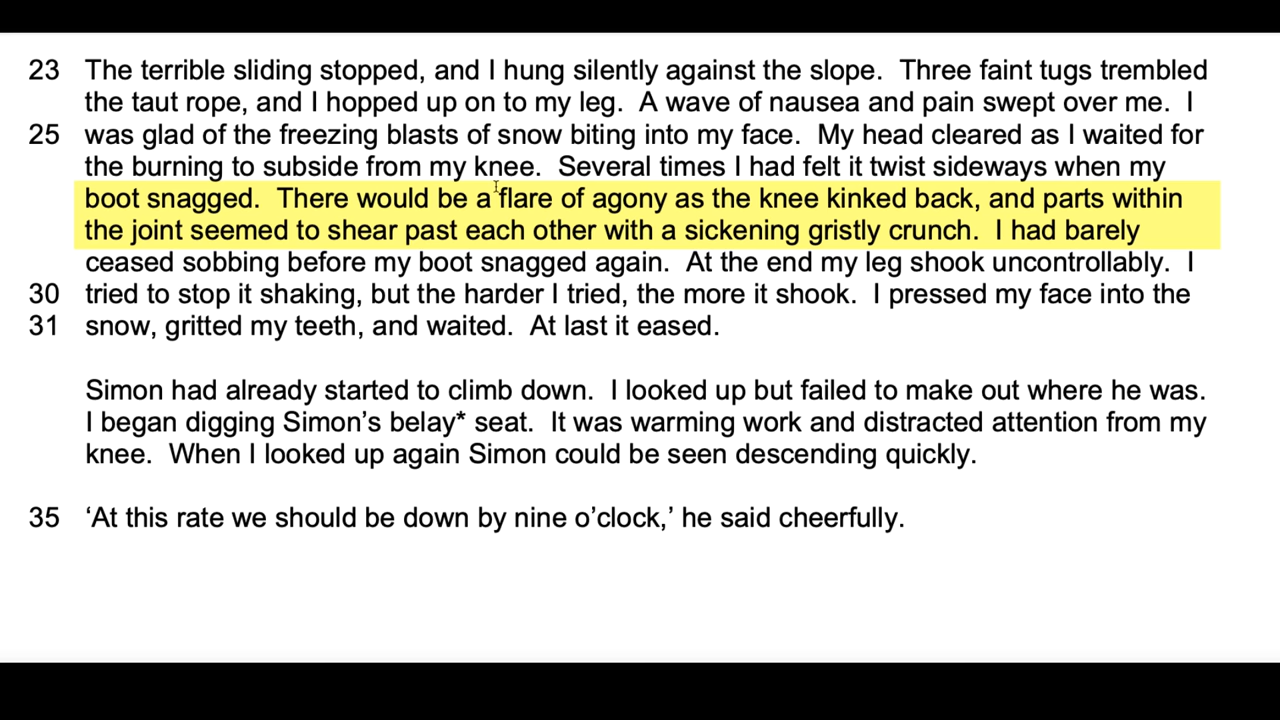 23 The terrible sliding stopped, and I hung silently against the slope.  Three faint tugs trembled
the taut rope, and I hopped up on to my leg.  A wave of nausea and pain swept over me.  I
25 was glad of the freezing blasts of snow biting into my face.  My head cleared as I waited for
the burning to subside from my knee.  Several times I had felt it twist sideways when my
boot snagged.  There would be a flare of agony as the knee kinked back, and parts within
the joint seemed to shear past each other with a sickening gristly crunch.  I had barely
ceased sobbing before my boot snagged again.  At the end my leg shook uncontrollably.  I
30 tried to stop it shaking, but the harder I tried, the more it shook.  I pressed my face into the
31 snow, gritted my teeth, and waited.  At last it eased.
Simon had already started to climb down.  I looked up but failed to make out where he was.
I began digging Simon’s belay* seat.  It was warming work and distracted attention from my
knee.  When I looked up again Simon could be seen descending quickly.
35 ‘At this rate we should be down by nine o’clock,’ he said cheerfully.